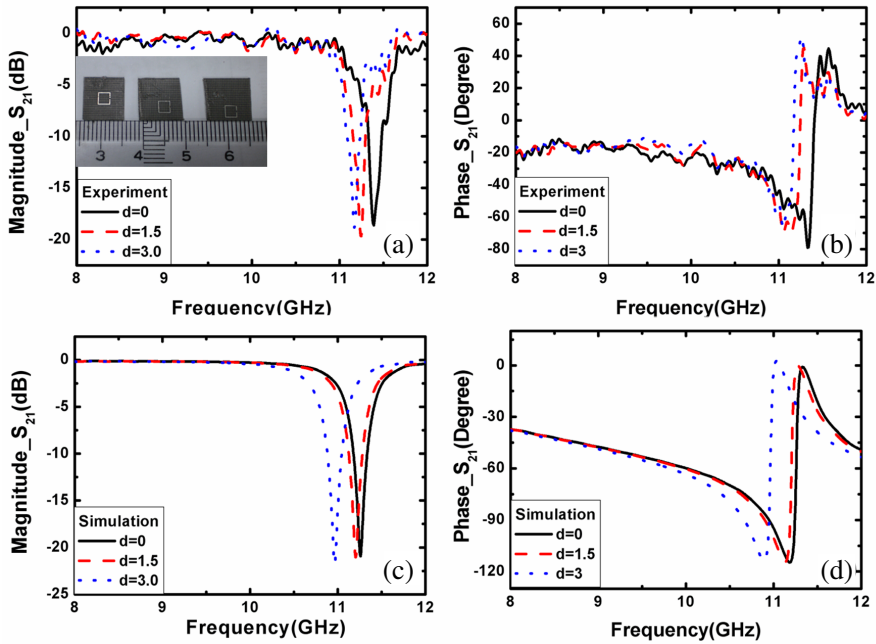 0
-5
-10
-15
-20
Magnitude_S21(dB)
3 4 5 6
Experiment
d=0
d=1.5
d=3.0
(a)
8 9 10 11 12
Frequency(GHz)
60
40
20
0
-20
-40
-60
-80
Phase_S21(Degree)
Experiment
d=0
d=1.5
d=3
(b)
8 9 10 11 12
Frequency(GHz)
0
-5
-10
-15
-20
-25
Magnitude_S21(dB)
Simulation
d=0
d=1.5
d=3.0
(c)
8 9 10 11 12
Frequency(GHz)
0
-30
-60
-90
-120
Phase_S21(Degree)
Simulation
d=0
d=1.5
d=3
(d)
8 9 10 11 12
Frequency(GHz)